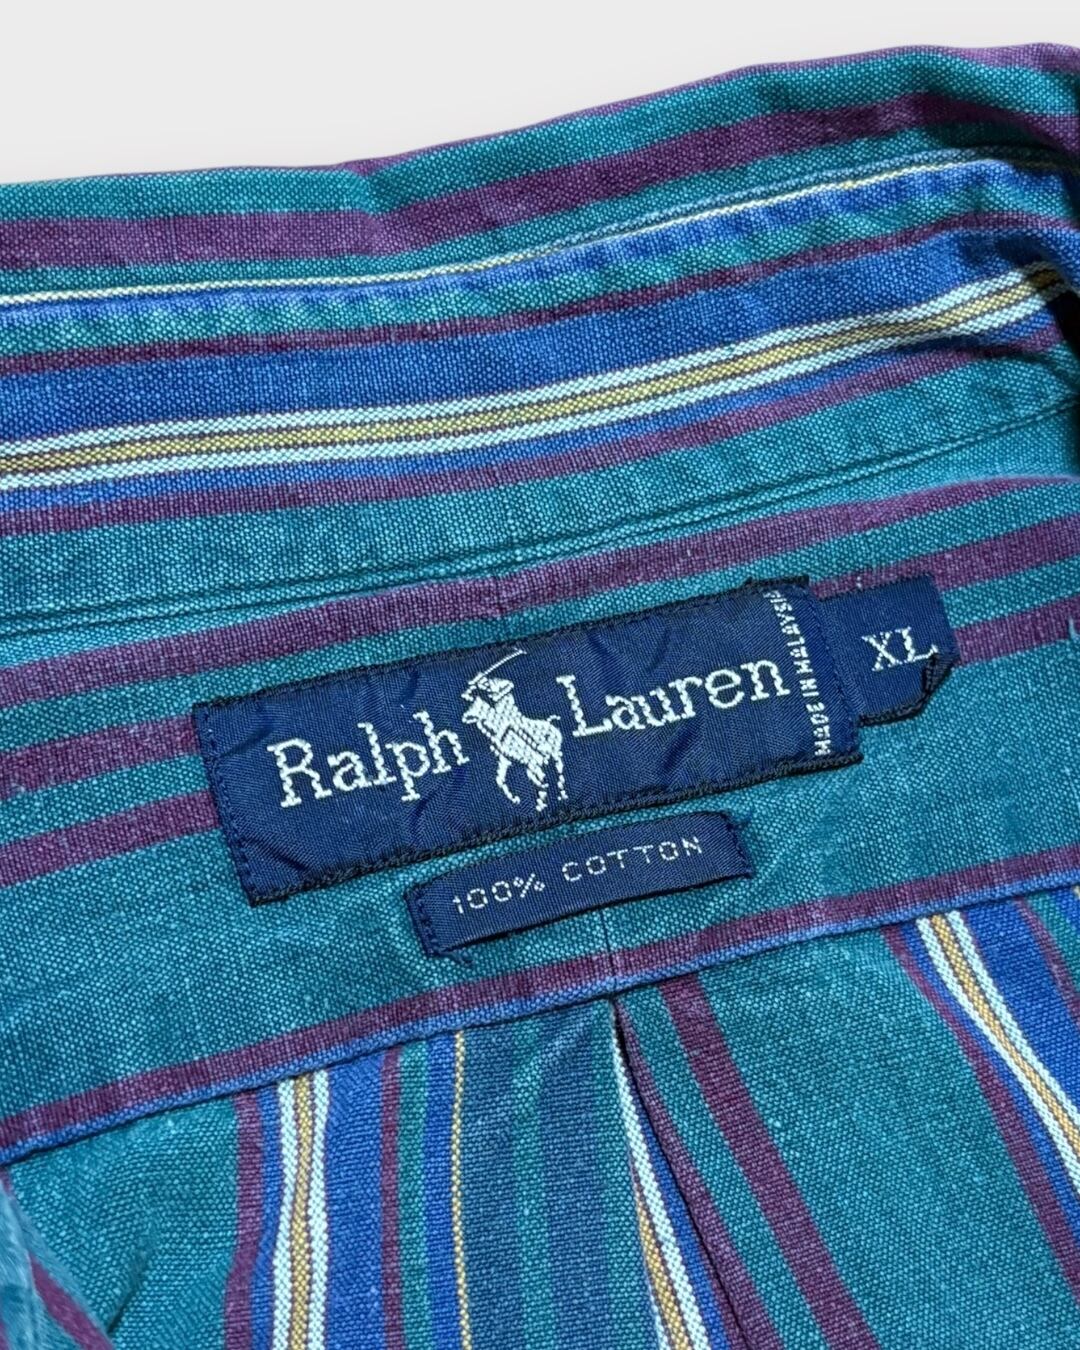 Ralph Lauren
MADE IN MALAYSIA
XL
100% COTTON